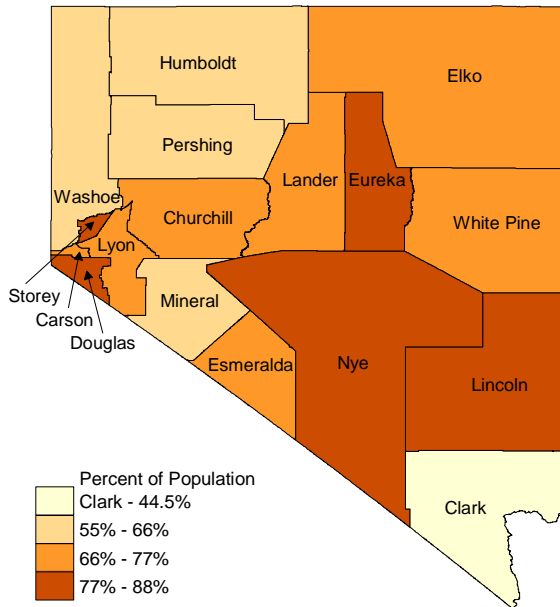 Humboldt
Elko
Pershing
Lander
Eureka
Washoe
Churchill
White Pine
Lyon
Storey
Carson
Douglas
Mineral
Esmeralda
Nye
Lincoln
Clark
Percent of Population
Clark - 44.5%
55% - 66%
66% - 77%
77% - 88%